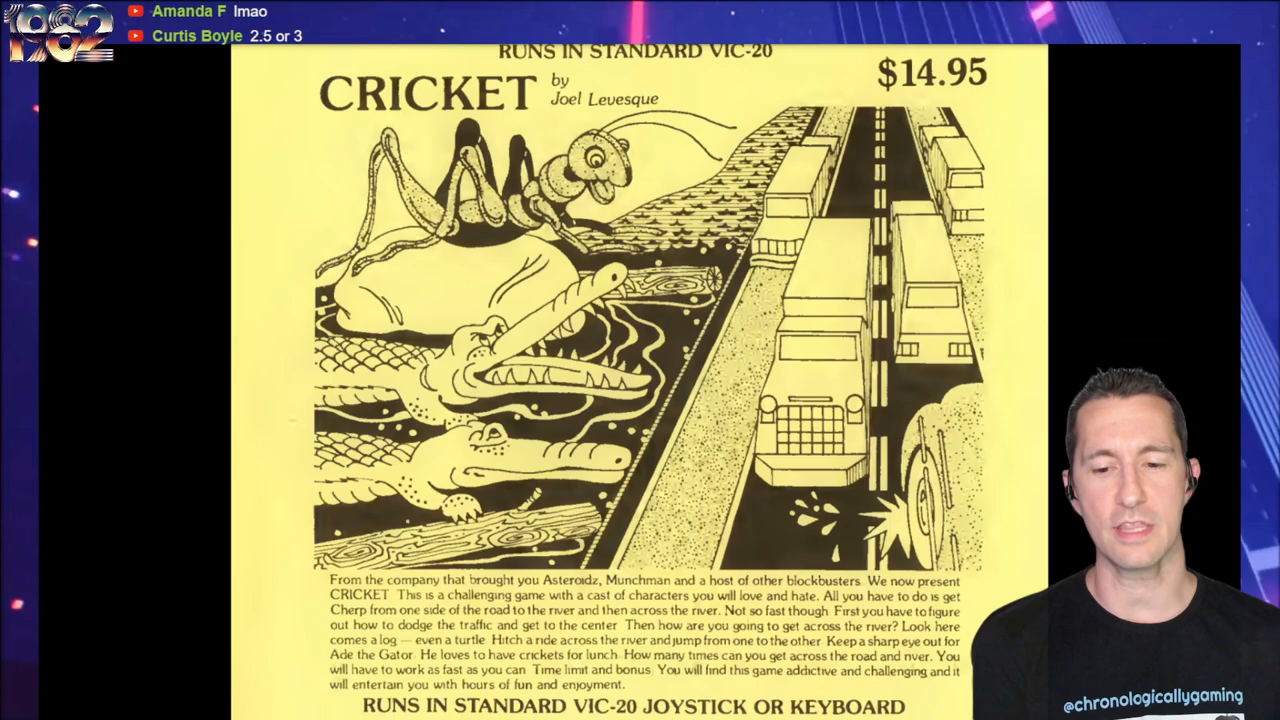 1982
Amanda F lmao
Curtis Boyle 2.5 or 3
RUNS IN STANDARD VIC-20
$14.95
CRICKET by
Joel Levesque
From the company that brought you Asteroidz, Munchman and a host of other blockbusters We now present
CRICKET This is a challenging game with a cast of characters you will love and hate. All you have to do is get
Cherp from one side of the road to the river and then across the river. Not so fast though First you have to figure
out how to dodge the traffic and get to the center Then how are you going to get across the river? Look here
comes a log — even a turtle Hitch a ride across the river and jump from one to the other Keep a sharp eye out for
Ade the Gator He loves to have crickets for lunch How many times can you get across the road and river. You
will have to work as fast as you can Time limit and bonus You will find this game addictive and challenging and it
will entertain you with hours of fun and enjoyment.
RUNS IN STANDARD VIC-20 JOYSTICK OR KEYBOARD
@chronologicallygaming